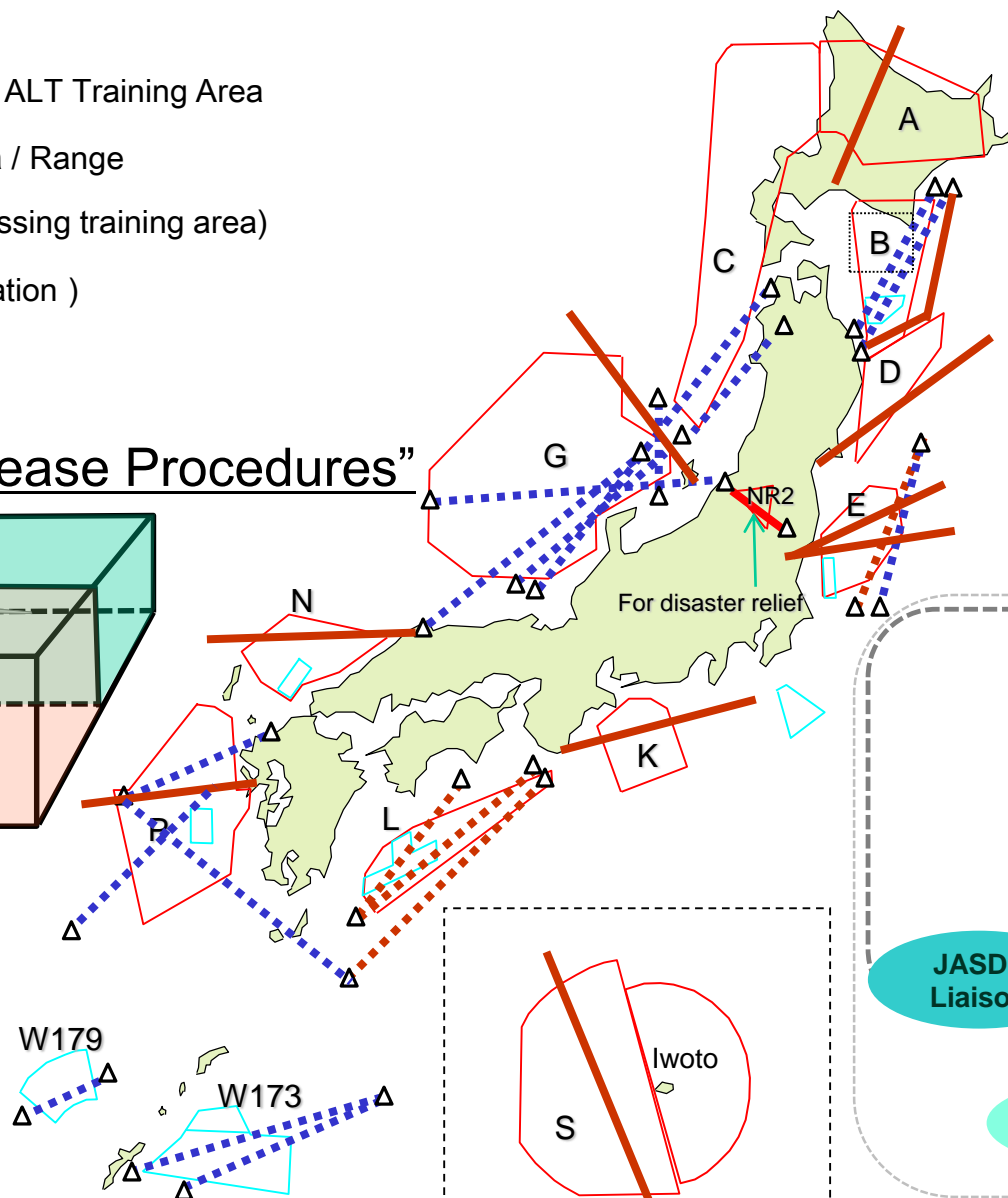 ALT Training Area
/ Range
ssing training area)
ation )
ease Procedures”
A
B
C
D
G
E
NR2
For disaster relief
N
K
L
P
JASD
Liaiso
W179
W173
Iwoto
S